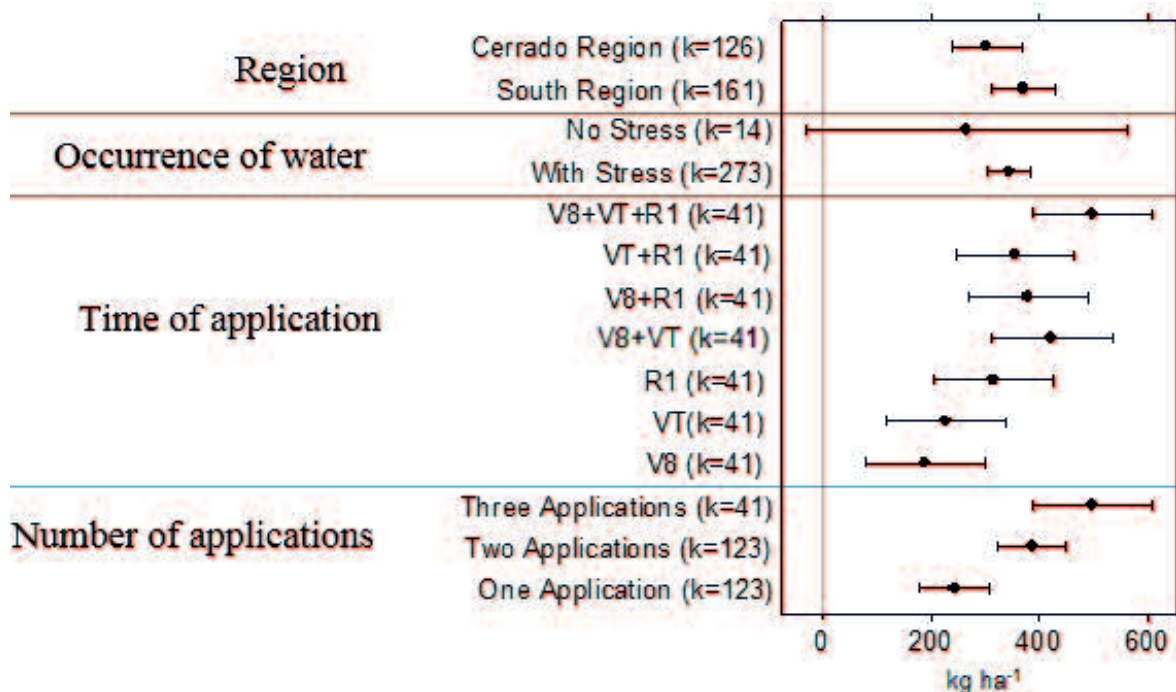 Region
Cerrado Region (k=126)
South Region (k=161)
Occurrence of water
No Stress (k=14)
With Stress (k=273)
Time of application
V8+VT+R1 (k=41)
VT+R1 (k=41)
V8+R1 (k=41)
V8+VT (k=41)
R1 (k=41)
VT(k=41)
V8 (k=41)
Number of applications
Three Applications (k=41)
Two Applications (k=123)
One Application (k=123)
0 200 400 600
kg ha⁻¹